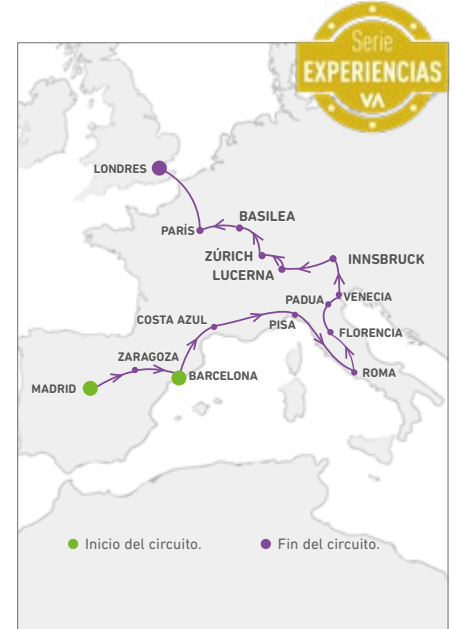 Serie
EXPERIENCIAS
VA
LONDRES
BASILEA
PARÍS
ZÚRICH
INNSBRUCK
LUCERNA
PADUA
VENECIA
COSTA AZUL
PISA
FLORENCIA
ZARAGOZA
ROMA
BARCELONA
MADRID
Inicio del circuito.
Fin del circuito.